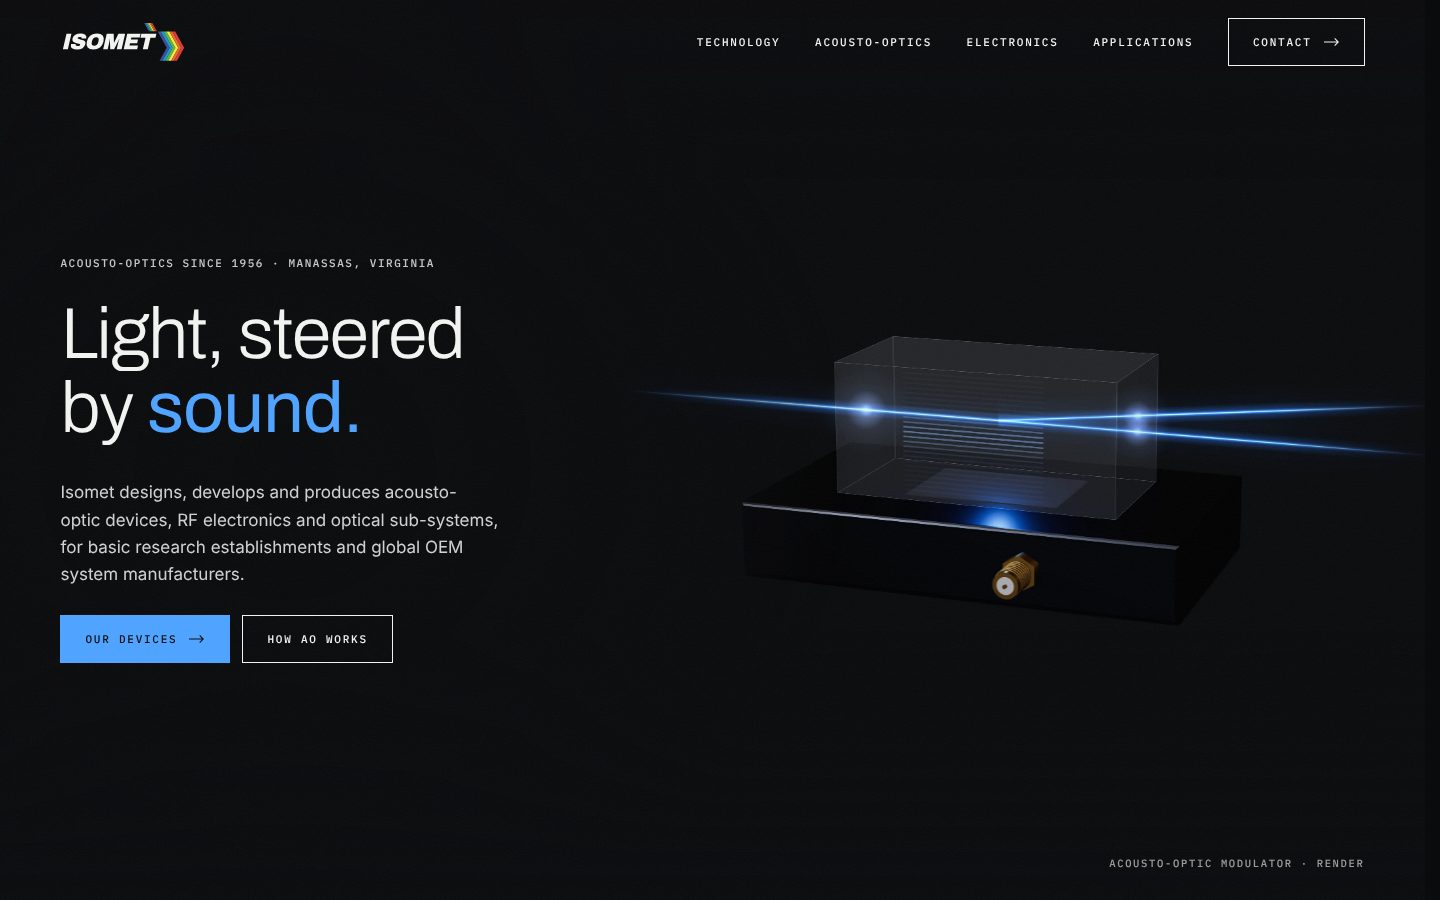 ISOMET
TECHNOLOGY
ACOUSTO-OPTICS
ELECTRONICS
APPLICATIONS
CONTACT
ACOUSTO-OPTICS SINCE 1956 · MANASSAS, VIRGINIA
Light, steered
by sound.
Isomet designs, develops and produces acousto-
optic devices, RF electronics and optical sub-systems,
for basic research establishments and global OEM
system manufacturers.
OUR DEVICES
HOW AO WORKS
ACOUSTO-OPTIC MODULATOR · RENDER